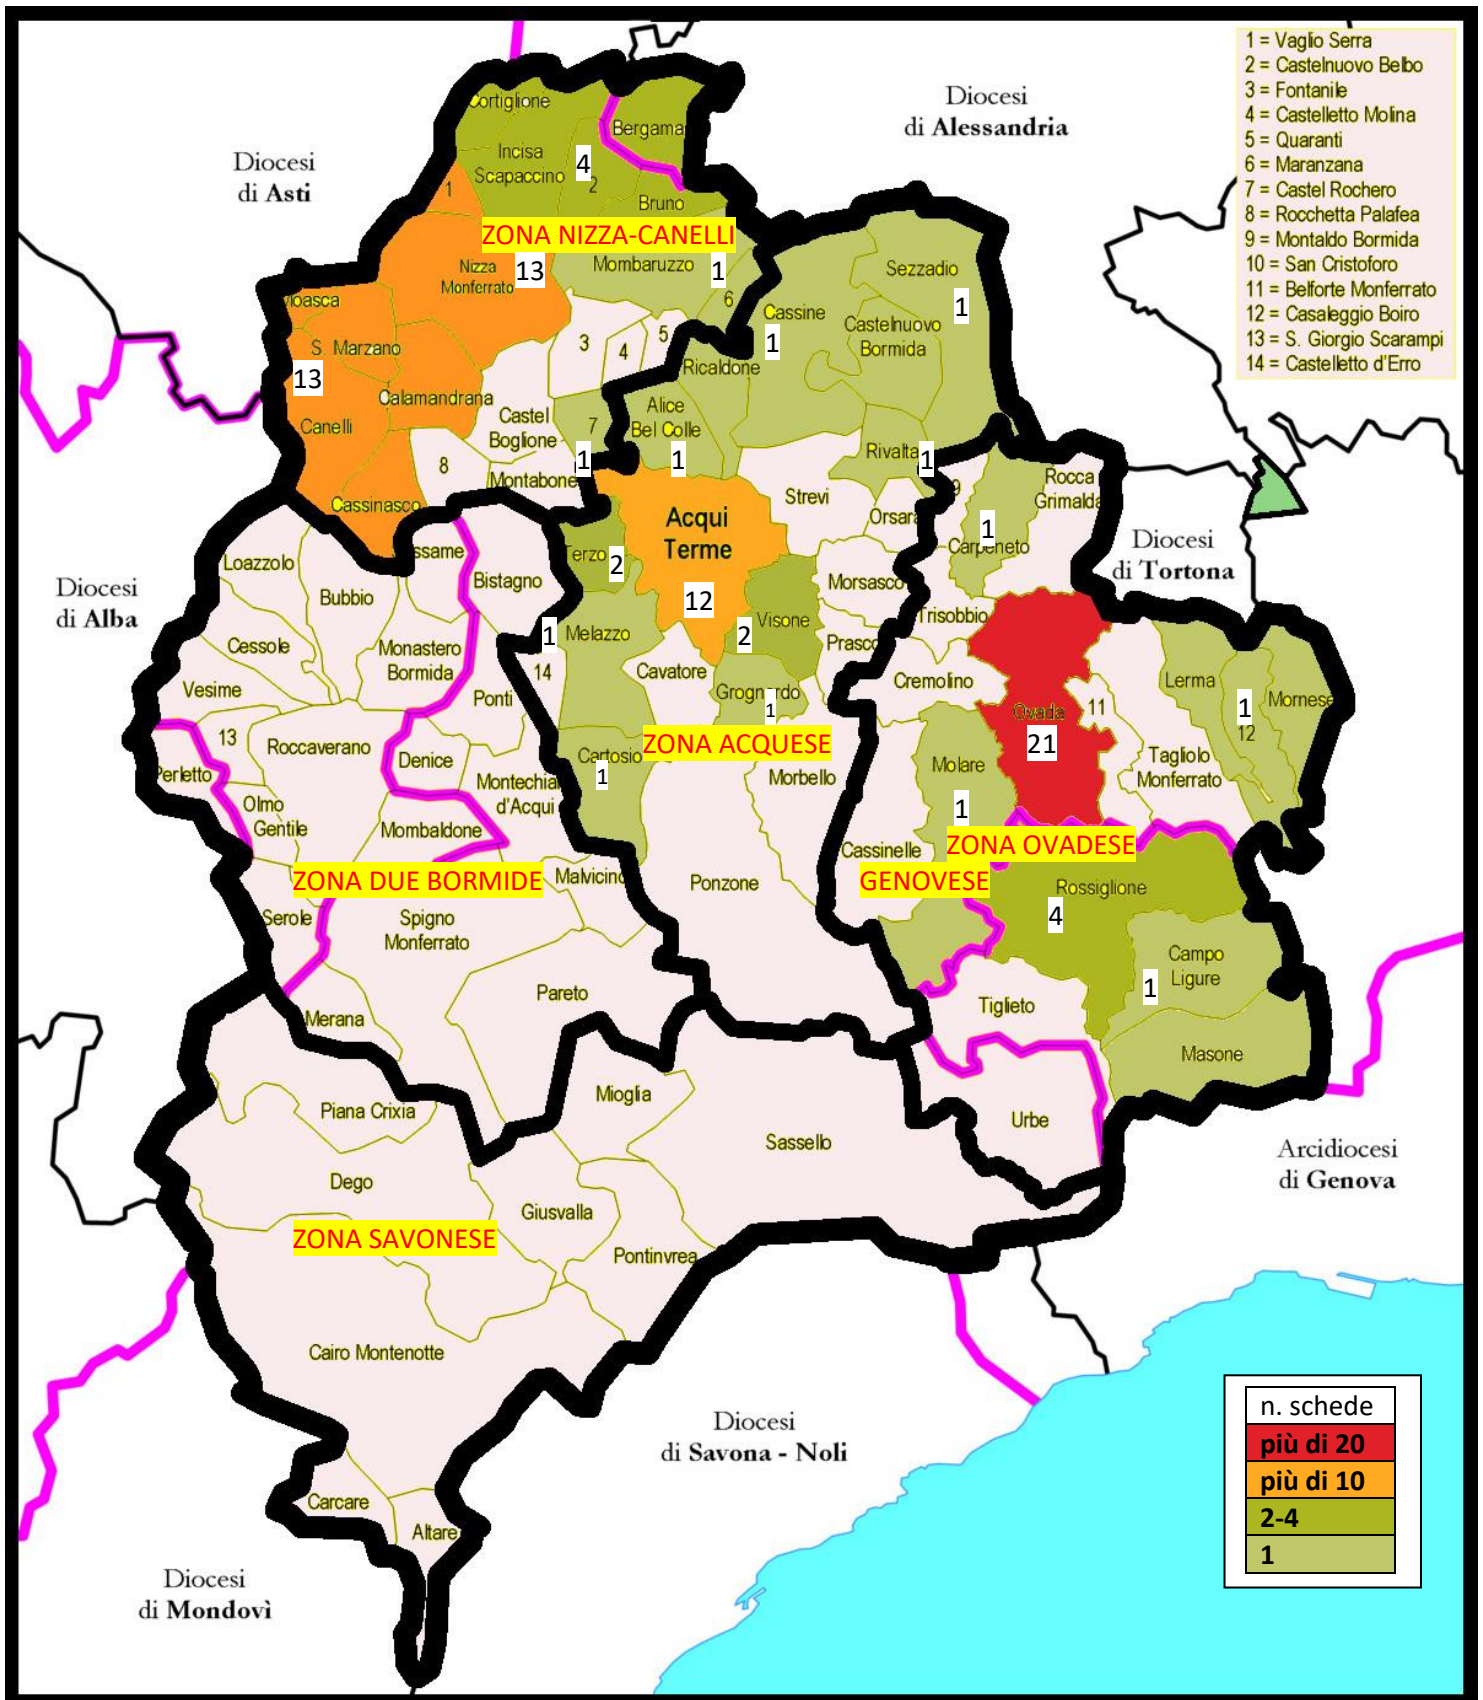 1 = Vaglio Serra
2 = Castelnuovo Belbo
3 = Fontanile
4 = Castelletto Molina
5 = Quaranti
6 = Maranzana
7 = Castel Rochero
8 = Rocchetta Palafea
9 = Montaldo Bormida
10 = San Cristoforo
11 = Belforte Monferrato
12 = Casaleggio Boiro
13 = S. Giorgio Scarampi
14 = Castelletto d'Erro
Diocesi
di Alessandria
Diocesi
di Asti
Cortiglione
Bergama
Incisa
Scapaccino
4
2
1
Bruno
ZONA NIZZA-CANELLI
Nizza
Monferrato
13
Mombaruzzo
1
6
Sezzadio
1
Cassine
1
Castelnuovo
Bormida
Moasca
S. Marzano
13
3
4
5
Ricaldone
Calamandrana
Canelli
Castel
Boglione
7
1
Alice
Bel Colle
1
Rivalta
1
8
Montabone
Cassinasco
Strevi
Orsara
9
Rocca
Grimalda
1
Carpeneto
Acqui
Terme
12
Diocesi
di Tortona
Diocesi
di Alba
Loazzolo
ssame
Bubbio
Bistagno
Terzo
2
Morsasco
Visone
2
Trisobbio
Cessole
Monastero
Bormida
1
Melazzo
Prasco
Vesime
14
Cavatore
Grognardo
1
Cremolino
Lerma
1
12
Mornese
Ponti
13
Roccaverano
Denice
ZONA ACQUESE
Cartosio
1
Morbello
Ovada
21
11
Tagliolo
Monferrato
Perletto
Montechia
d'Acqui
Molare
1
Olmo
Gentile
Mombaldone
Cassinelle
ZONA OVADESE
GENOVESE
ZONA DUE BORMIDE
Malvicino
Ponzone
Rossiglione
4
Serole
Spigno
Monferrato
Campo
Ligure
1
Pareto
Tiglieto
Merana
Masone
Mioglia
Piana Crixia
Urbe
Sassello
Arcidiocesi
di Genova
Dego
Giusvalla
ZONA SAVONESE
Pontinvrea
Cairo Montenotte
Diocesi
di Savona - Noli
Carcare
Altare
Diocesi
di Mondovì
n. schede
più di 20
più di 10
2-4
1